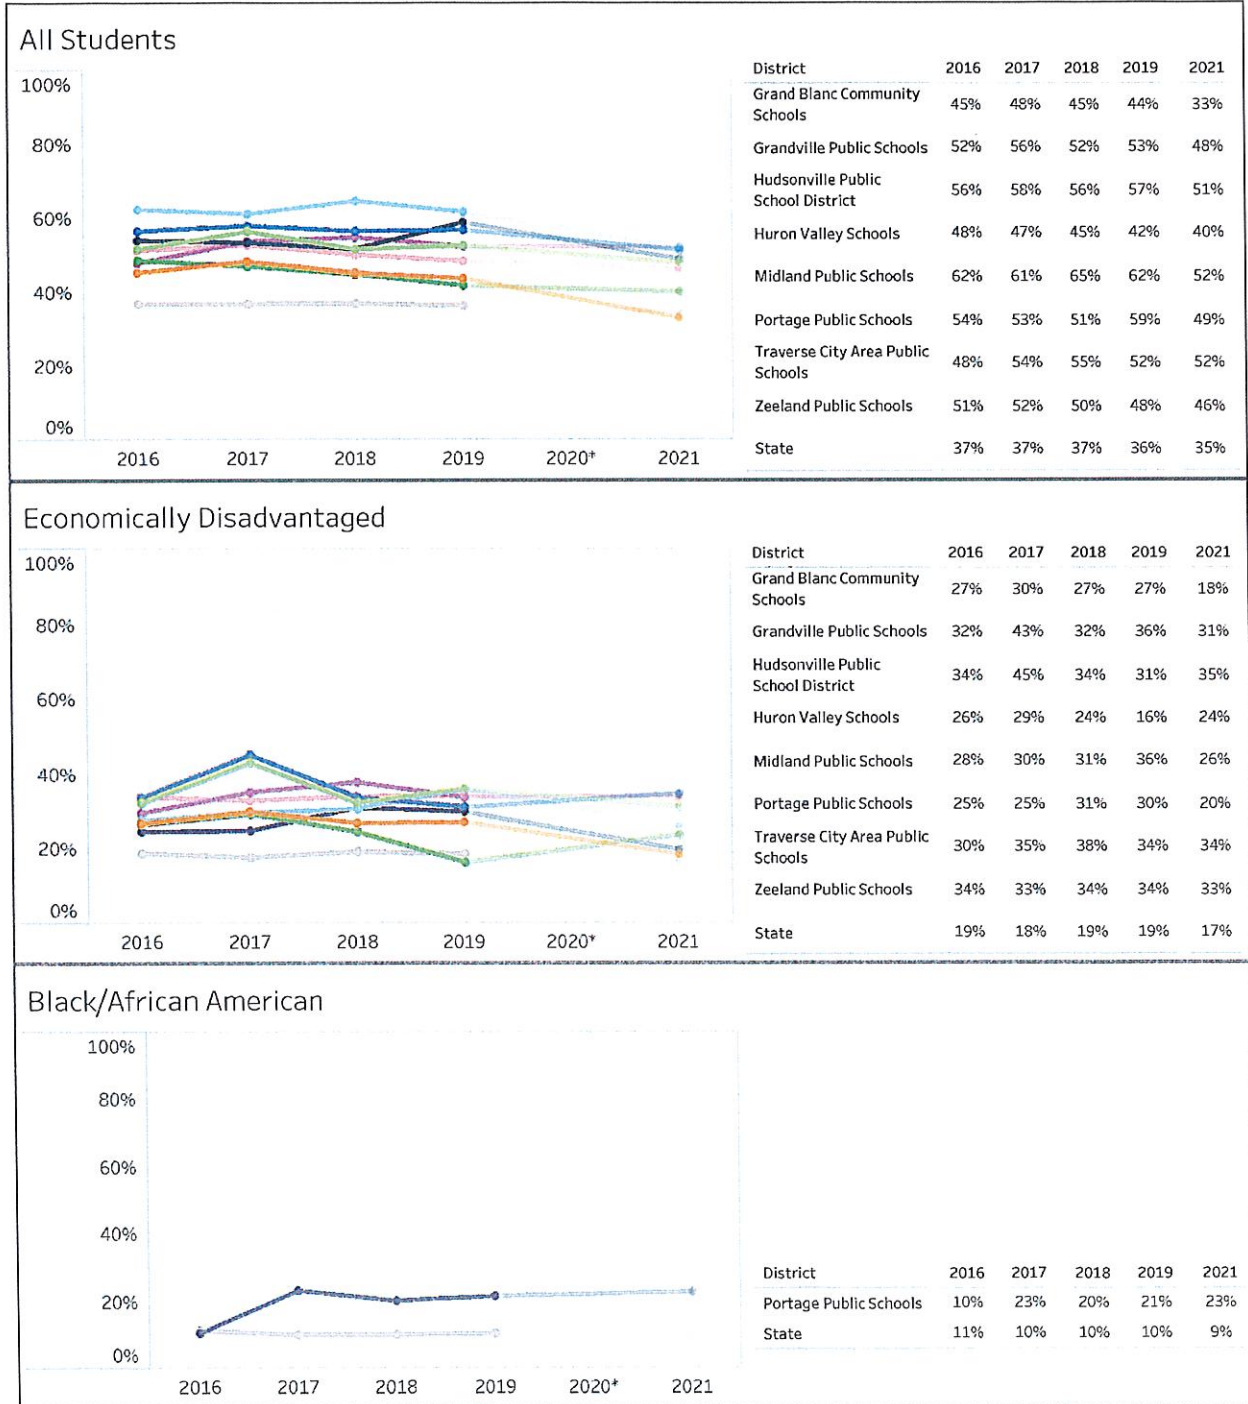 All Students
100%
80%
60%
40%
20%
0%
2016 2017 2018 2019 2020* 2021
District 2016 2017 2018 2019 2021
Grand Blanc Community
Schools 45% 48% 45% 44% 33%
Grandville Public Schools 52% 56% 52% 53% 48%
Hudsonville Public
School District 56% 58% 56% 57% 51%
Huron Valley Schools 48% 47% 45% 42% 40%
Midland Public Schools 62% 61% 65% 62% 52%
Portage Public Schools 54% 53% 51% 59% 49%
Traverse City Area Public
Schools 48% 54% 55% 52% 52%
Zeeland Public Schools 51% 52% 50% 48% 46%
State 37% 37% 37% 36% 35%
Economically Disadvantaged
100%
80%
60%
40%
20%
0%
2016 2017 2018 2019 2020* 2021
District 2016 2017 2018 2019 2021
Grand Blanc Community
Schools 27% 30% 27% 27% 18%
Grandville Public Schools 32% 43% 32% 36% 31%
Hudsonville Public
School District 34% 45% 34% 31% 35%
Huron Valley Schools 26% 29% 24% 16% 24%
Midland Public Schools 28% 30% 31% 36% 26%
Portage Public Schools 25% 25% 31% 30% 20%
Traverse City Area Public
Schools 30% 35% 38% 34% 34%
Zeeland Public Schools 34% 33% 34% 34% 33%
State 19% 18% 19% 19% 17%
Black/African American
100%
80%
60%
40%
20%
0%
2016 2017 2018 2019 2020* 2021
District 2016 2017 2018 2019 2021
Portage Public Schools 10% 23% 20% 21% 23%
State 11% 10% 10% 10% 9%